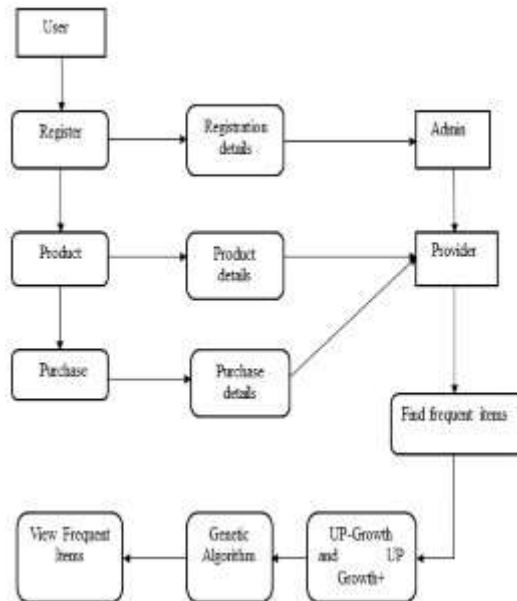 User
Register
Registration
details
Admin
Product
Product
details
Provider
Purchase
Purchase
details
Find frequent items
View Frequent
Items
Genetic
Algorithm
UP-Growth
and UP
Growth+